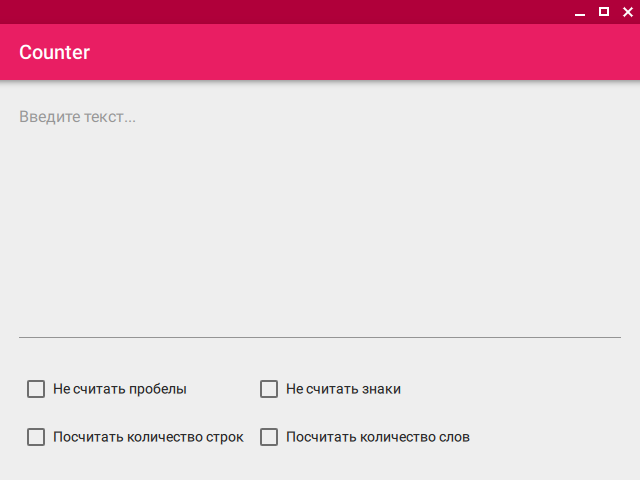 Counter
Введите текст...
Не считать пробелы Не считать знаки
Посчитать количество строк Посчитать количество слов